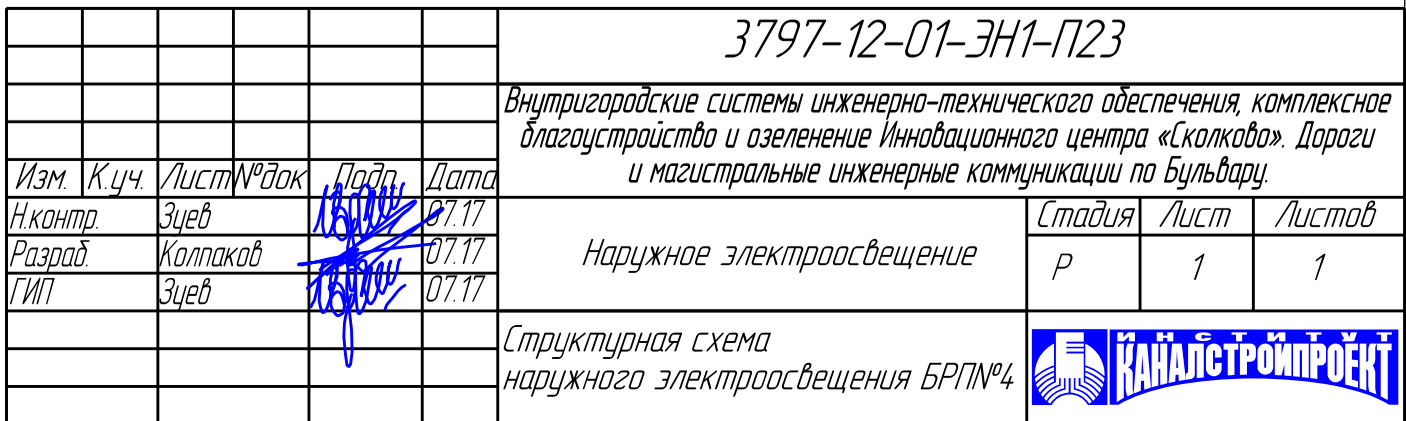 3797-12-01-ЭН1-П23
Внутригородские системы инженерно-технического обеспечения, комплексное
благоустройство и озеленение Инновационного центра «Сколково». Дороги
и магистральные инженерные коммуникации по Бульвару.
Изм. К.уч. Лист №док Подп. Дата
Н.контр. Зуев 07.17
Разраб. Колпаков 07.17
ГИП Зуев 07.17
Наружное электроосвещение
Стадия Лист Листов
Р 1 1
Структурная схема
наружного электроосвещения БРП№4
ИНСТИТУТ
КАНАЛСТРОЙПРОЕКТ